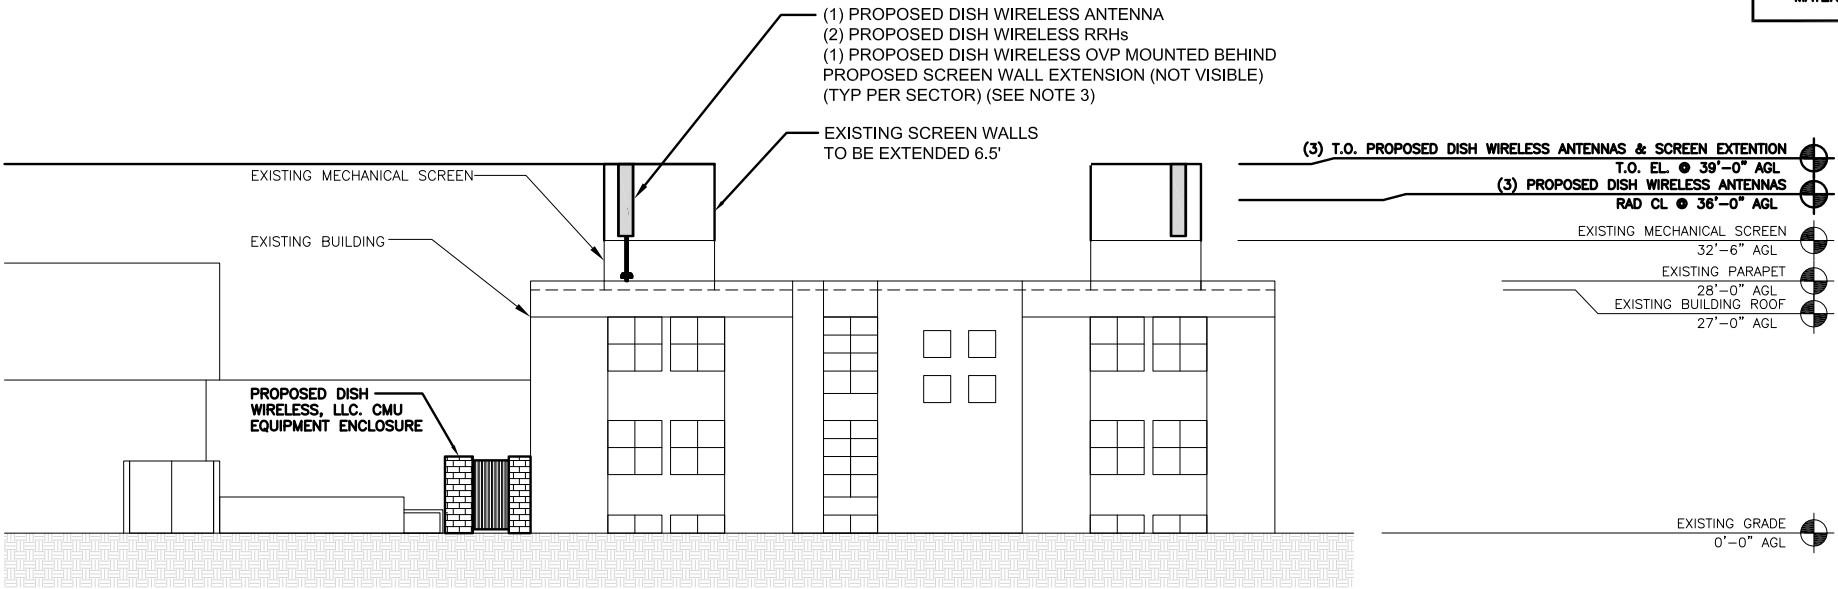 (1) PROPOSED DISH WIRELESS ANTENNA
(2) PROPOSED DISH WIRELESS RRHs
(1) PROPOSED DISH WIRELESS OVP MOUNTED BEHIND
PROPOSED SCREEN WALL EXTENSION (NOT VISIBLE)
(TYP PER SECTOR) (SEE NOTE 3)
EXISTING SCREEN WALLS
TO BE EXTENDED 6.5'
EXISTING MECHANICAL SCREEN
EXISTING BUILDING
PROPOSED DISH
WIRELESS, LLC. CMU
EQUIPMENT ENCLOSURE
(3) T.O. PROPOSED DISH WIRELESS ANTENNAS & SCREEN EXTENTION
T.O. EL. @ 39'-0" AGL
(3) PROPOSED DISH WIRELESS ANTENNAS
RAD CL @ 36'-0" AGL
EXISTING MECHANICAL SCREEN
32'-6" AGL
EXISTING PARAPET
28'-0" AGL
EXISTING BUILDING ROOF
27'-0" AGL
EXISTING GRADE
0'-0" AGL